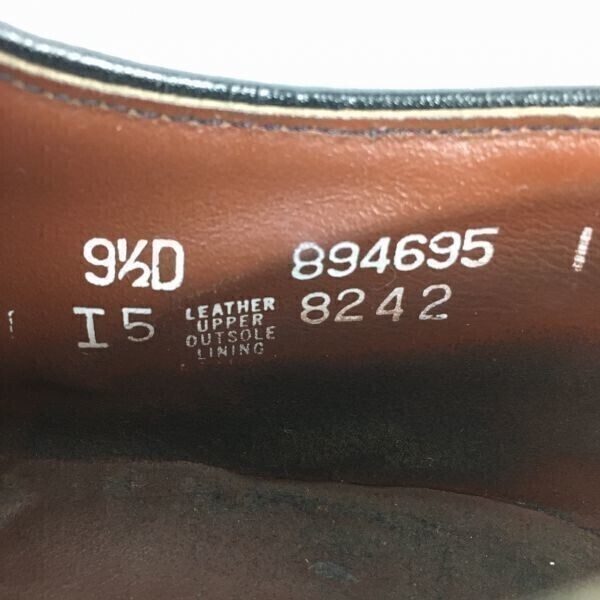 9½D 894695
I5 LEATHER 8242
UPPER
OUTSOLE
LINING